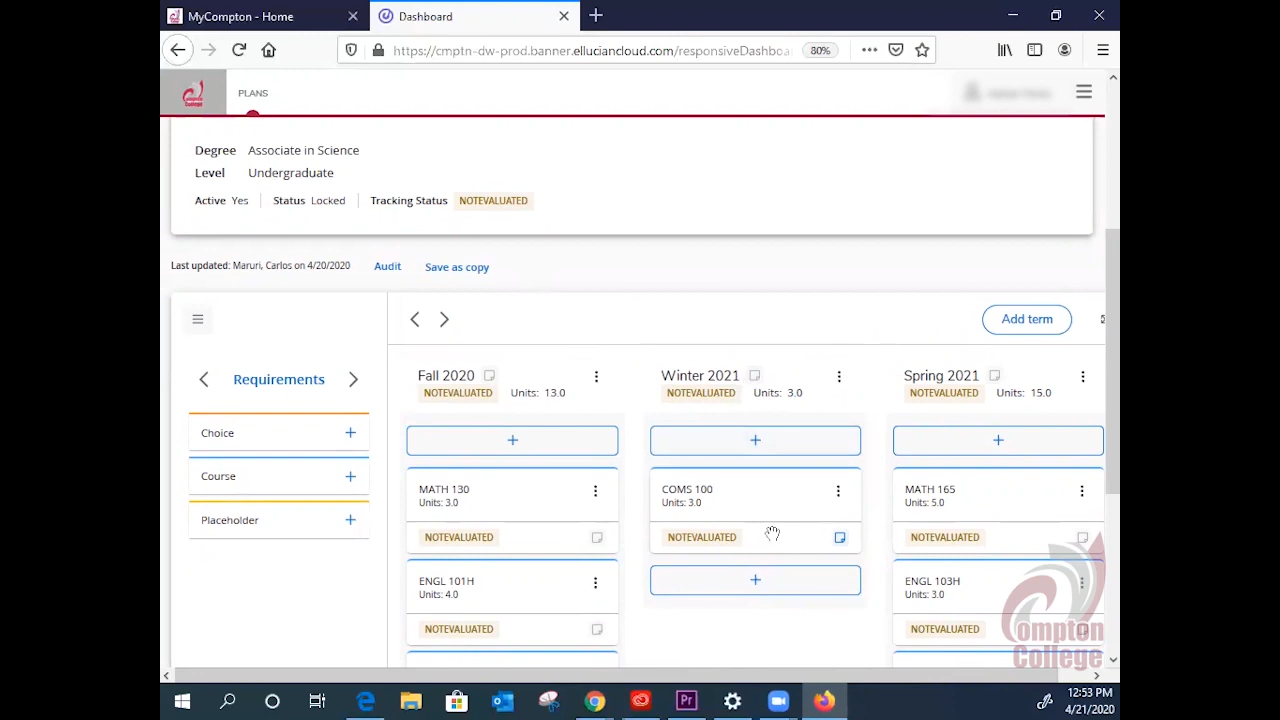 MyCompton - Home
Dashboard
https://cmptn-dw-prod.banner.elluciancloud.com/responsiveDashbo
80%
PLANS
Compton College
Degree Associate in Science
Level Undergraduate
Active Yes Status Locked Tracking Status NOTEVALUATED
Last updated: Maruri, Carlos on 4/20/2020 Audit Save as copy
Add term
Requirements
Choice
Course
Placeholder
Fall 2020
NOTEVALUATED Units: 13.0
MATH 130
Units: 3.0
NOTEVALUATED
ENGL 101H
Units: 4.0
NOTEVALUATED
Winter 2021
NOTEVALUATED Units: 3.0
COMS 100
Units: 3.0
NOTEVALUATED
Spring 2021
NOTEVALUATED Units: 15.0
MATH 165
Units: 5.0
NOTEVALUATED
ENGL 103H
Units: 3.0
NOTEVALUATED
Compton
College
Pr
12:53 PM
4/21/2020